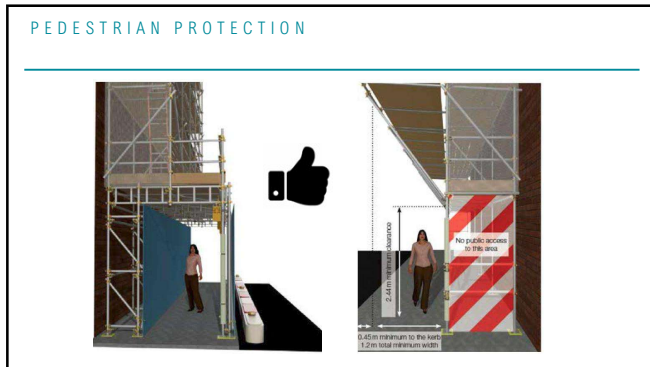 PEDESTRIAN PROTECTION
2.44m minimum clearance
No public access
to this area
0.45m minimum to the kerb
1.2m total minimum width